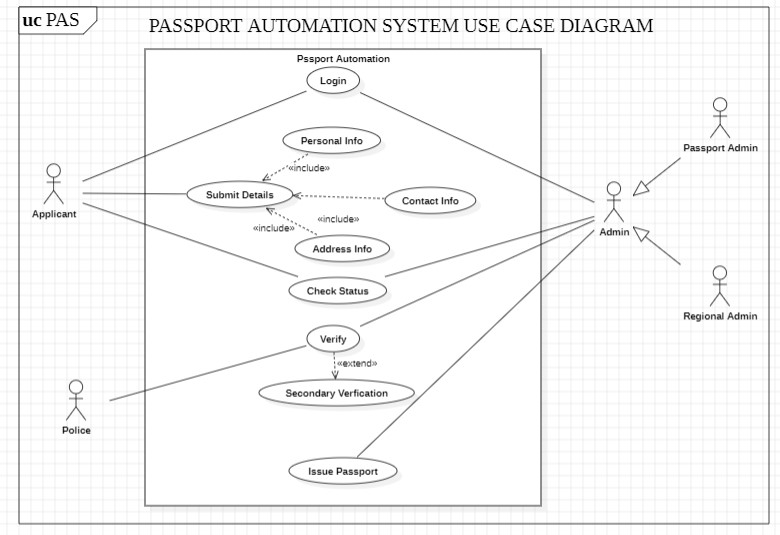 uc PAS
PASSPORT AUTOMATION SYSTEM USE CASE DIAGRAM
Pssport Automation
Login
Personal Info
«include»
Submit Details
Contact Info
«include»
«include»
Address Info
Check Status
Verify
«extend»
Secondary Verfication
Issue Passport
Applicant
Police
Passport Admin
Admin
Regional Admin